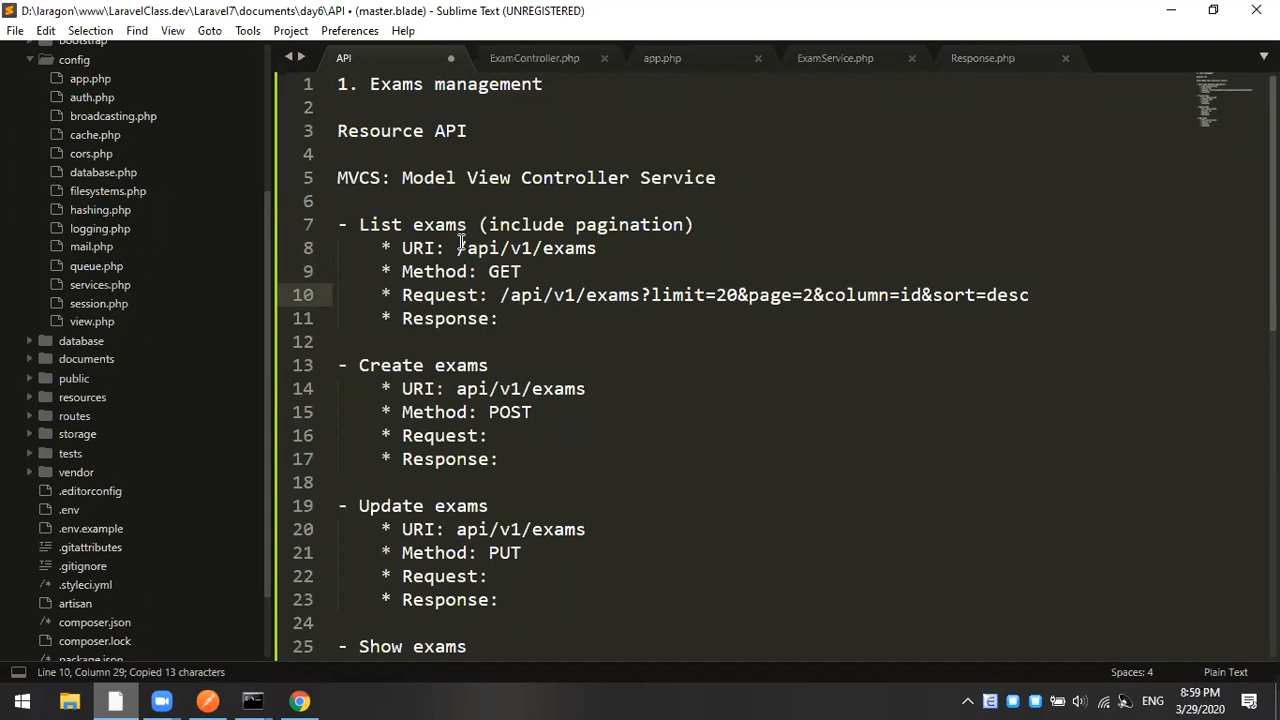 D:\laragon\www\LaravelClass.dev\Laravel7\documents\day6\API • (master.blade) - Sublime Text (UNREGISTERED)
File Edit Selection Find View Goto Tools Project Preferences Help
API ExamController.php app.php ExamService.php Response.php
config
app.php
auth.php
broadcasting.php
cache.php
cors.php
database.php
filesystems.php
hashing.php
logging.php
mail.php
queue.php
services.php
session.php
view.php
database
documents
public
resources
routes
storage
tests
vendor
.editorconfig
.env
.env.example
.gitattributes
.gitignore
.styleci.yml
artisan
composer.json
composer.lock
package.json
1 1. Exams management
2
3 Resource API
4
5 MVCS: Model View Controller Service
6
7 - List exams (include pagination)
8 * URI: /api/v1/exams
9 * Method: GET
10 * Request: /api/v1/exams?limit=20&page=2&column=id&sort=desc
11 * Response:
12
13 - Create exams
14 * URI: api/v1/exams
15 * Method: POST
16 * Request:
17 * Response:
18
19 - Update exams
20 * URI: api/v1/exams
21 * Method: PUT
22 * Request:
23 * Response:
24
25 - Show exams
Line 10, Column 29; Copied 13 characters Spaces: 4 Plain Text
ENG
8:59 PM
3/29/2020